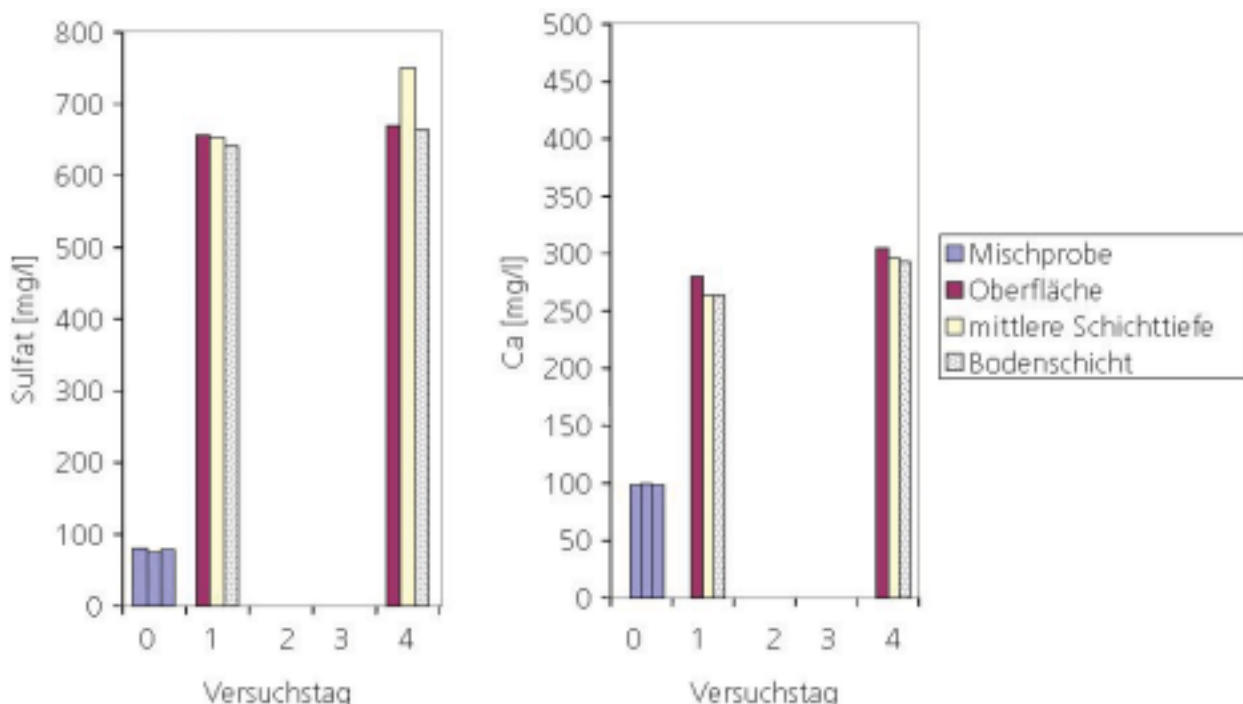 800
700
600
500
400
300
200
100
0
Sulfat [mg/l]
0 1 2 3 4
Versuchstag
500
450
400
350
300
250
200
150
100
50
0
Ca [mg/l]
0 1 2 3 4
Versuchstag
Mischprobe
Oberfläche
mittlere Schichttiefe
Bodenschicht